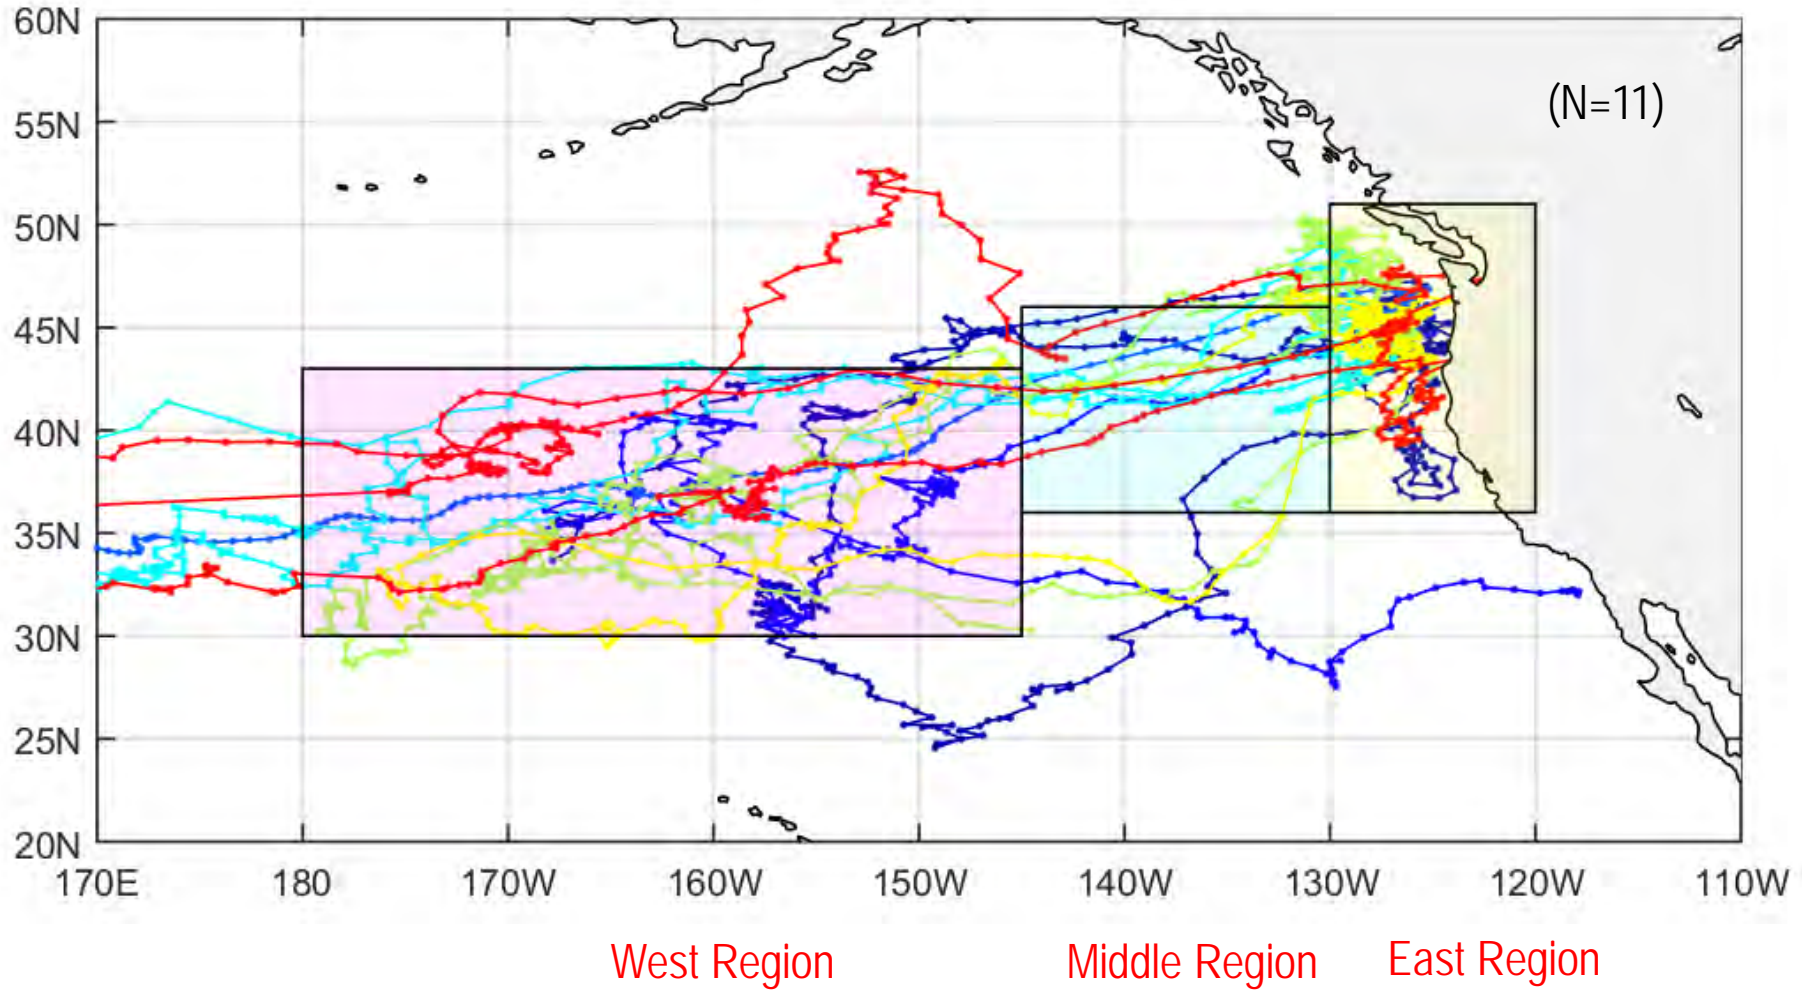 60N
(N=11)
55N
50N
45N
40N
35N
30N
25N
20N
170E 180 170W 160W 150W 140W 130W 120W 110W
West Region Middle Region East Region